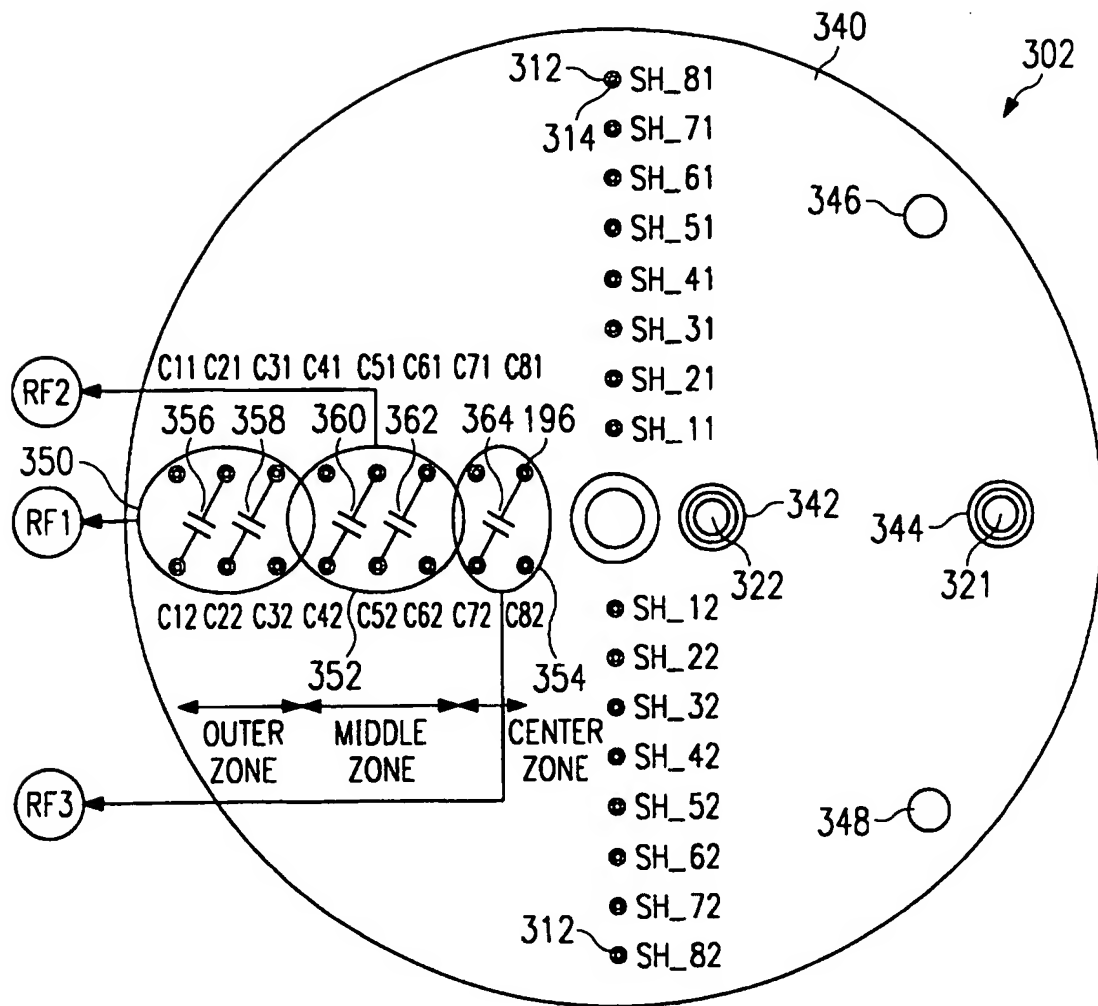 340
302
312
SH_81
314
SH_71
SH_61
346
SH_51
SH_41
SH_31
C11 C21 C31 C41 C51 C61 C71 C81
SH_21
RF2
356 358 360 362 364 196
SH_11
350
RF1
342
344
322
321
C12 C22 C32 C42 C52 C62 C72 C82
SH_12
352
354
SH_22
SH_32
OUTER
ZONE
MIDDLE
ZONE
CENTER
ZONE
SH_42
RF3
SH_52
348
SH_62
SH_72
312
SH_82